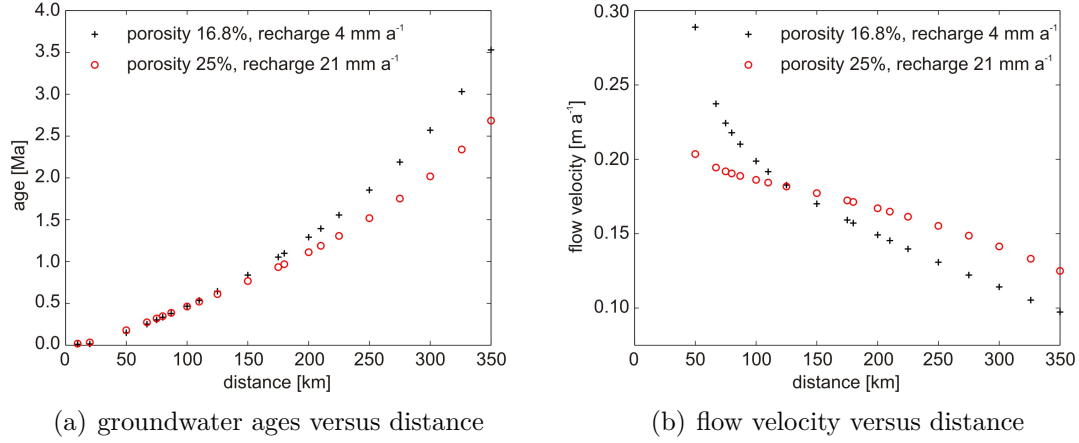 4.0
3.5
3.0
2.5
2.0
1.5
1.0
0.5
0.0
age [Ma]
+ porosity 16.8%, recharge 4 mm a⁻¹
○ porosity 25%, recharge 21 mm a⁻¹
0 50 100 150 200 250 300 350
distance [km]
(a) groundwater ages versus distance
0.30
0.25
0.20
0.15
0.10
flow velocity [m a⁻¹]
+ porosity 16.8%, recharge 4 mm a⁻¹
○ porosity 25%, recharge 21 mm a⁻¹
0 50 100 150 200 250 300 350
distance [km]
(b) flow velocity versus distance